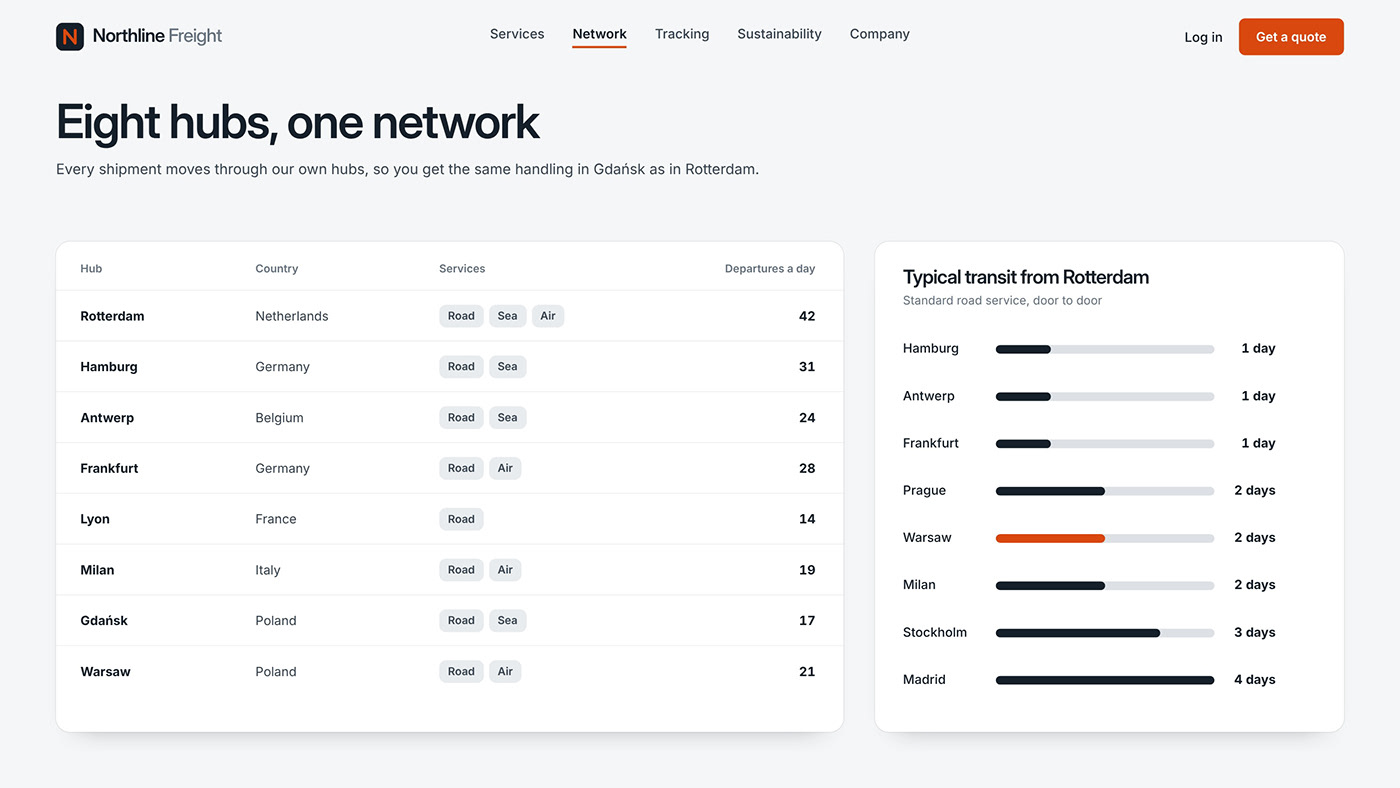 Northline Freight
Services Network Tracking Sustainability Company
Log in
Get a quote
Eight hubs, one network
Every shipment moves through our own hubs, so you get the same handling in Gdańsk as in Rotterdam.
Hub Country Services Departures a day
Rotterdam Netherlands Road Sea Air 42
Hamburg Germany Road Sea 31
Antwerp Belgium Road Sea 24
Frankfurt Germany Road Air 28
Lyon France Road 14
Milan Italy Road Air 19
Gdańsk Poland Road Sea 17
Warsaw Poland Road Air 21
Typical transit from Rotterdam
Standard road service, door to door
Hamburg 1 day
Antwerp 1 day
Frankfurt 1 day
Prague 2 days
Warsaw 2 days
Milan 2 days
Stockholm 3 days
Madrid 4 days